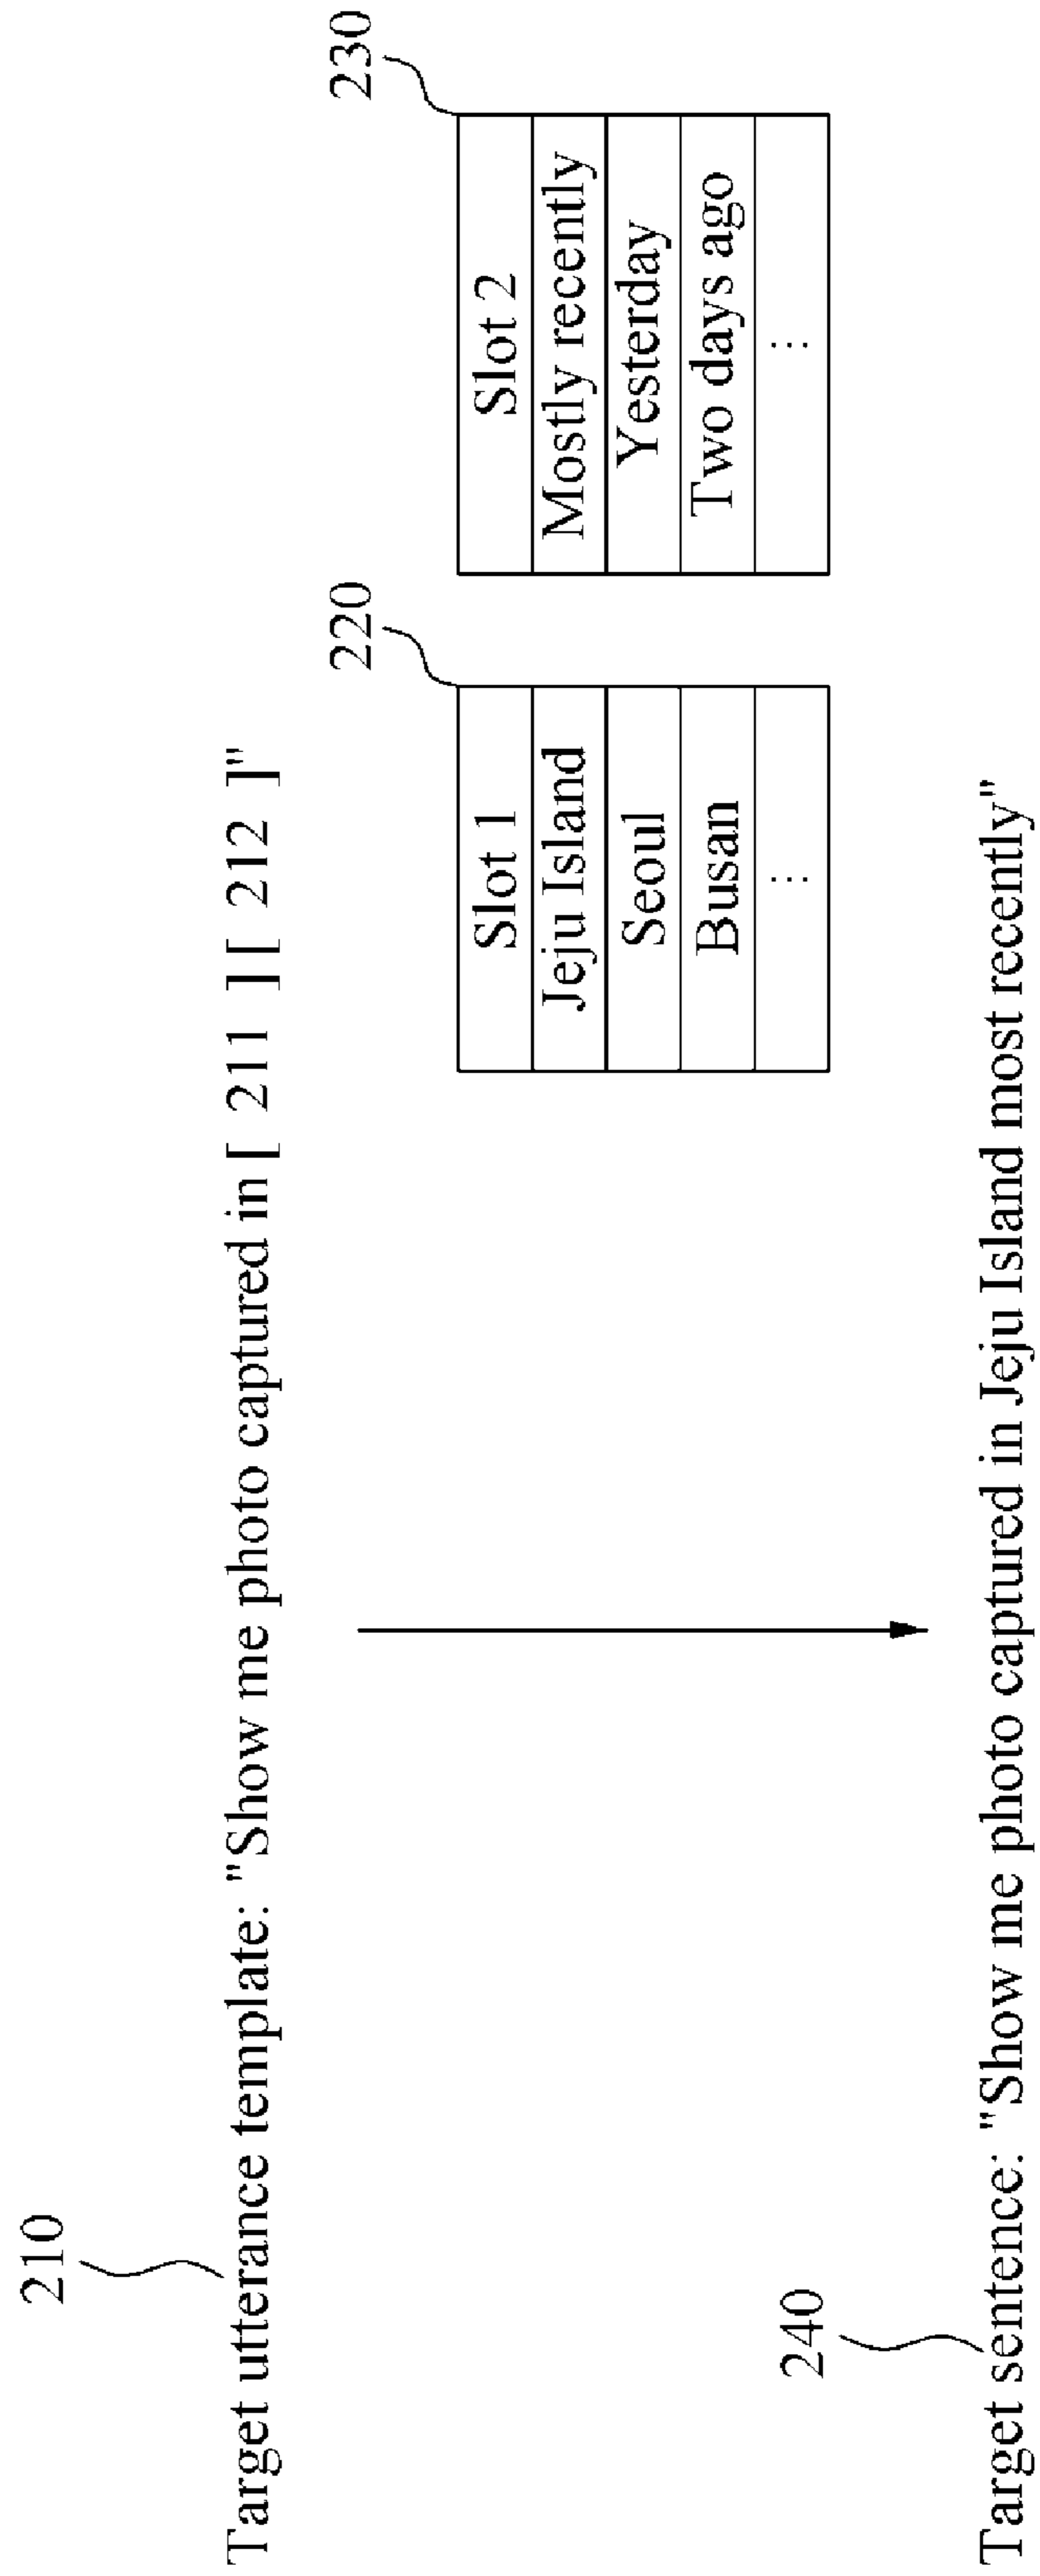 210
Target utterance template: "Show me photo captured in [ 211 ] [ 212 ]"
220
Slot 1
Jeju Island
Seoul
Busan
...
230
Slot 2
Mostly recently
Yesterday
Two days ago
...
240
Target sentence: "Show me photo captured in Jeju Island most recently"